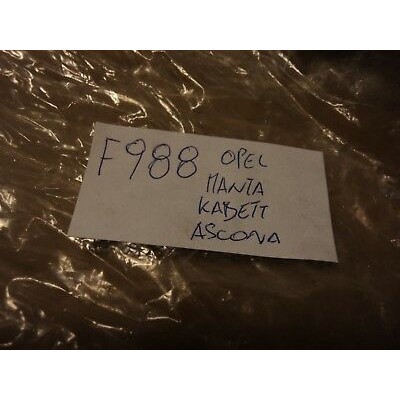 F988 OPEL
MANTA
KADETT
ASCONA